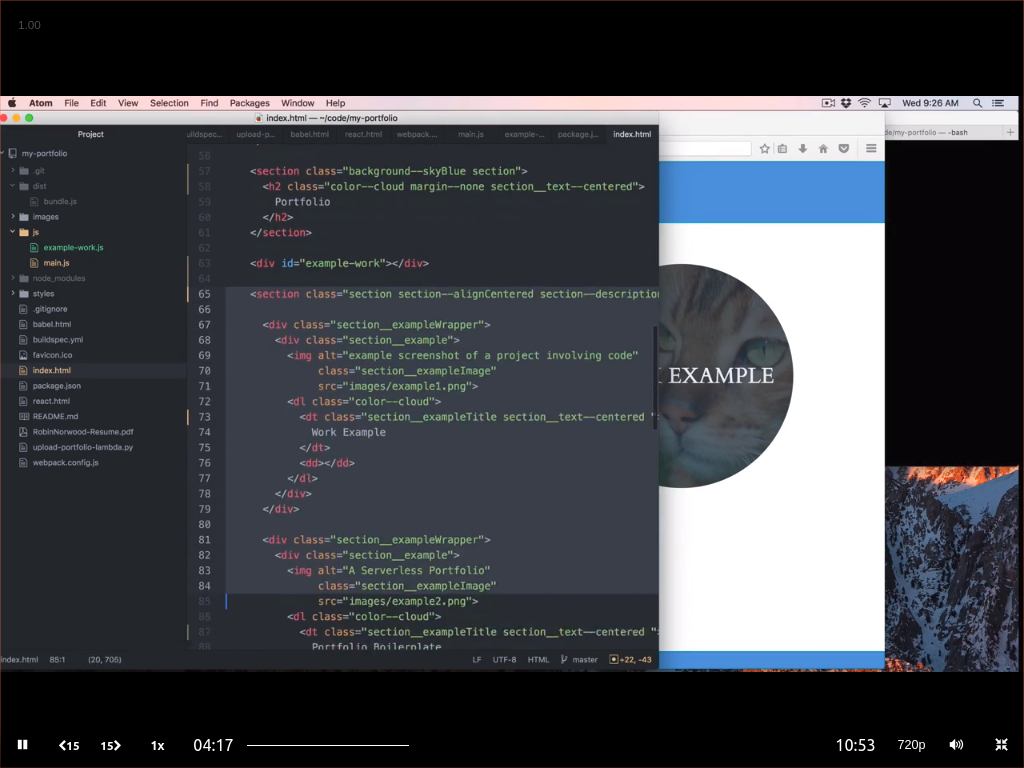 1.00
Atom File Edit View Selection Find Packages Window Help Wed 9:26 AM
index.html — ~/code/my-portfolio
Project
uildspec... upload-p... babel.html react.html webpack.... main.js example-... package.j... index.html
de/my-portfolio — -bash
my-portfolio
.git
dist
bundle.js
images
js
example-work.js
main.js
node_modules
styles
.gitignore
babel.html
buildspec.yml
favicon.ico
index.html
package.json
react.html
README.md
RobinNorwood-Resume.pdf
upload-portfolio-lambda.py
webpack.config.js
56
57 <section class="background--skyBlue section">
58 <h2 class="color--cloud margin--none section__text--centered">
59 Portfolio
60 </h2>
61 </section>
62
63 <div id="example-work"></div>
64
65 <section class="section section--alignCentered section--description
66
67 <div class="section__exampleWrapper">
68 <div class="section__example">
69 <img alt="example screenshot of a project involving code"
70 class="section__exampleImage"
71 src="images/example1.png">
72 <dl class="color--cloud">
73 <dt class="section__exampleTitle section__text--centered ":
74 Work Example
75 </dt>
76 <dd></dd>
77 </dl>
78 </div>
79 </div>
80
81 <div class="section__exampleWrapper">
82 <div class="section__example">
83 <img alt="A Serverless Portfolio"
84 class="section__exampleImage"
85 src="images/example2.png">
86 <dl class="color--cloud">
87 <dt class="section__exampleTitle section__text--centered ":
88 Portfolio Boilerplate
EXAMPLE
index.html 85:1 (20, 705) LF UTF-8 HTML master +22, -43
15 15 1x 04:17 10:53 720p